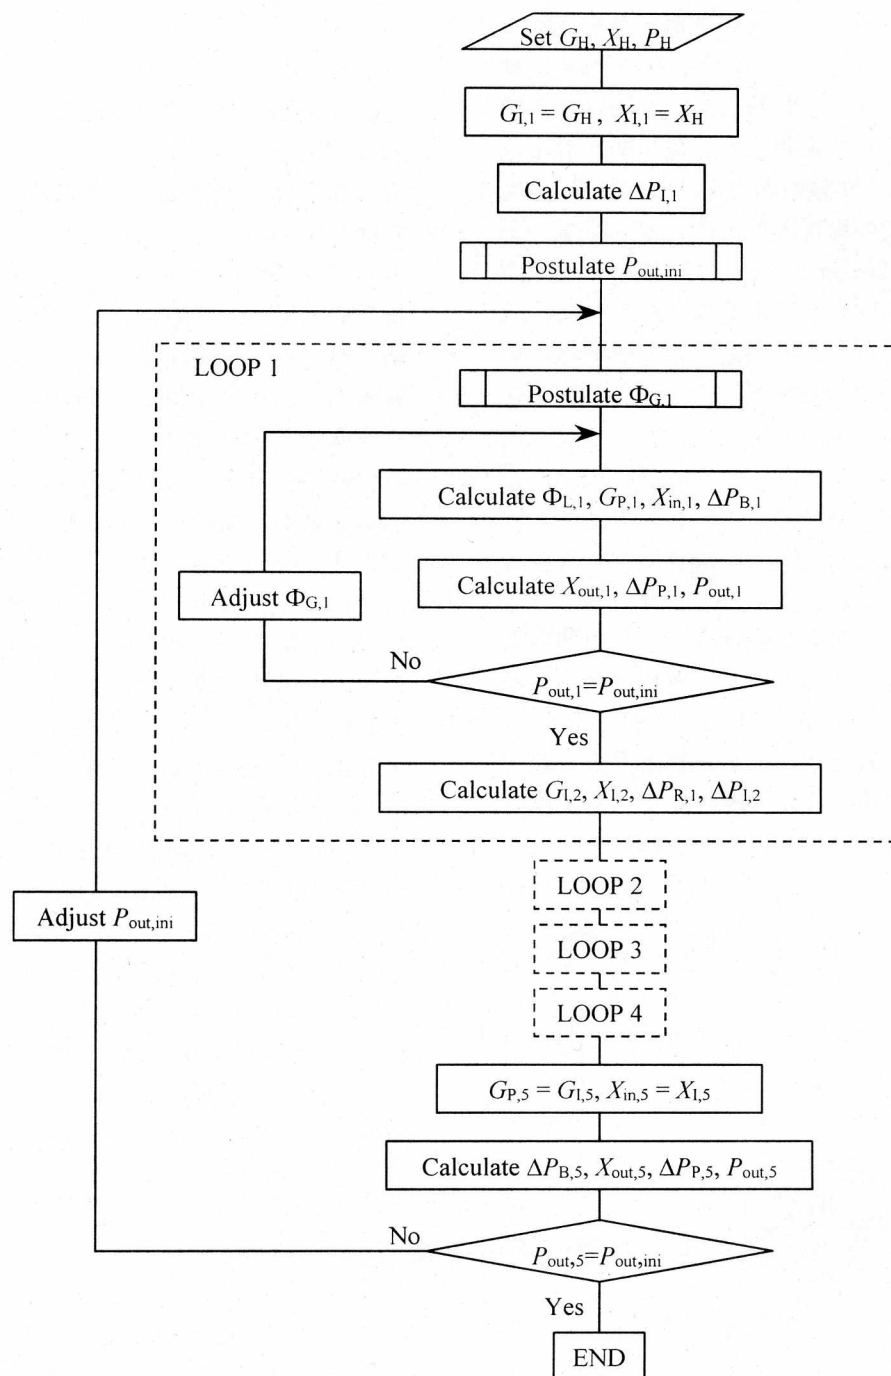 Set G_H, X_H, P_H
G_I,1 = G_H , X_I,1 = X_H
Calculate ΔP_I,1
Postulate P_out,ini
LOOP 1
Postulate Φ_G,1
Calculate Φ_L,1, G_P,1, X_in,1, ΔP_B,1
Calculate X_out,1, ΔP_P,1, P_out,1
Adjust Φ_G,1
No
P_out,1=P_out,ini
Yes
Calculate G_I,2, X_I,2, ΔP_R,1, ΔP_I,2
LOOP 2
Adjust P_out,ini
LOOP 3
LOOP 4
G_P,5 = G_I,5, X_in,5 = X_I,5
Calculate ΔP_B,5, X_out,5, ΔP_P,5, P_out,5
No
P_out,5=P_out,ini
Yes
END